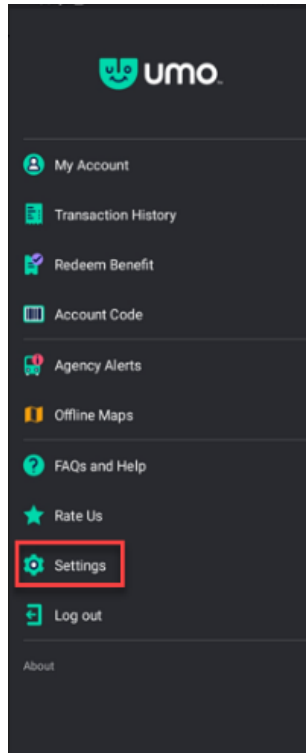 umo
My Account
Transaction History
Redeem Benefit
Account Code
Agency Alerts
Offline Maps
FAQs and Help
Rate Us
Settings
Log out
About